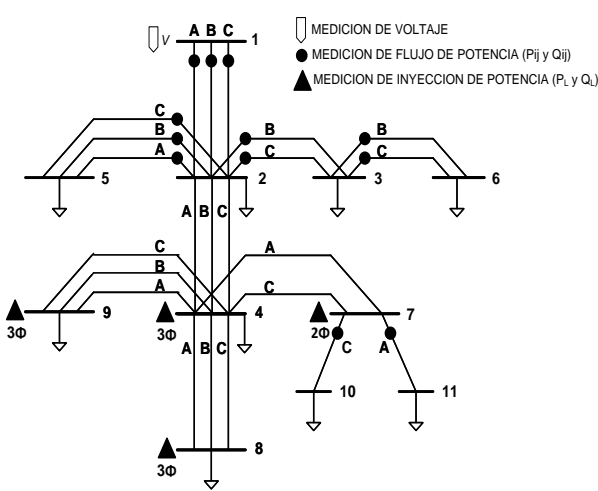 V
A B C
1
MEDICION DE VOLTAJE
MEDICION DE FLUJO DE POTENCIA (Pij y Qij)
MEDICION DE INYECCION DE POTENCIA (PL y QL)
C
B
A
B
C
B
C
5
2
3
6
A B C
C
B
A
A
C
9
4
7
3Φ
3Φ
2Φ
A B C
C
A
10
11
8
3Φ